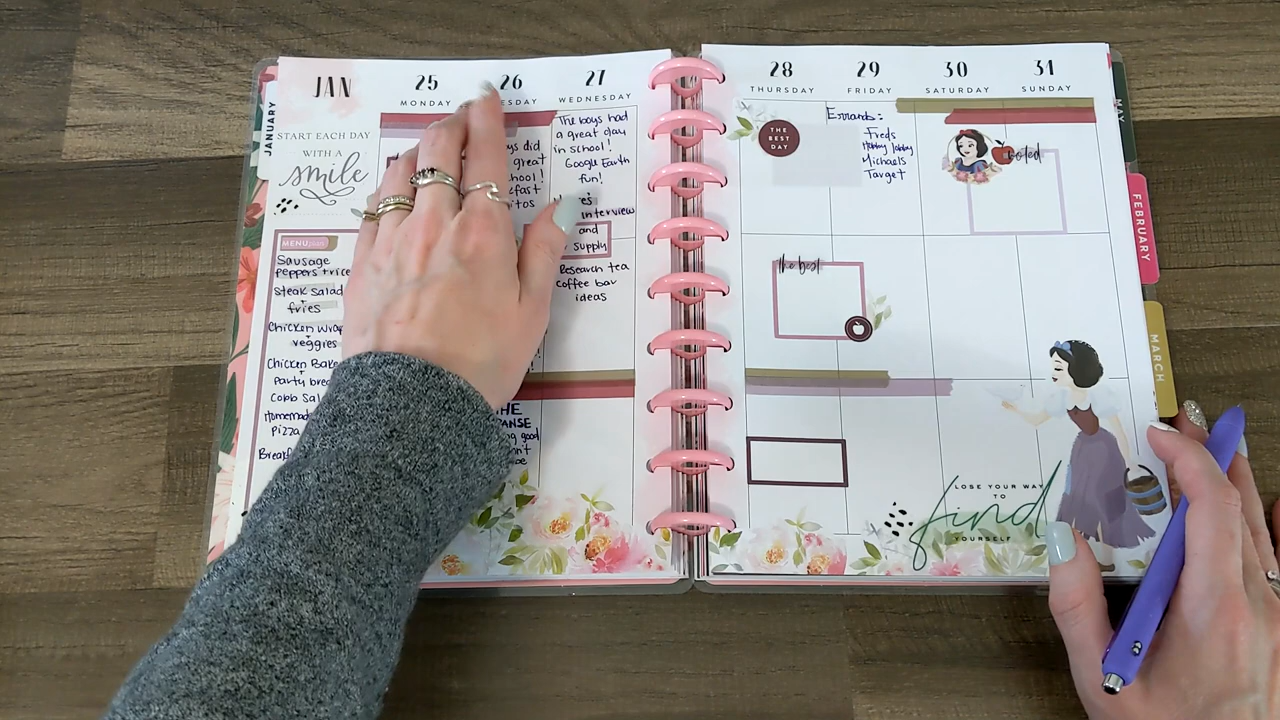 JAN
JANUARY
START EACH DAY
WITH A
smile
MENU plan
Sausage
peppers + rice
steak salad
fries
Chicken wrap
veggies
Chicken Bake
party
Cobb Sal
Homemad
pizza
Breakf
25
MONDAY
26
27
WEDNESDAY
did
great
The boys had
a great day
in school!
Google Earth
fun!
interview
and
supply
Research tea
coffee bar
ideas
good
28
THURSDAY
THE
BEST
DAY
the best
29
FRIDAY
Errands:
Freds
Hobby lobby
Michaels
Target
30
SATURDAY
31
SUNDAY
LOSE YOUR WAY
TO
find
YOURSELF
MAY
FEBRUARY
MARCH